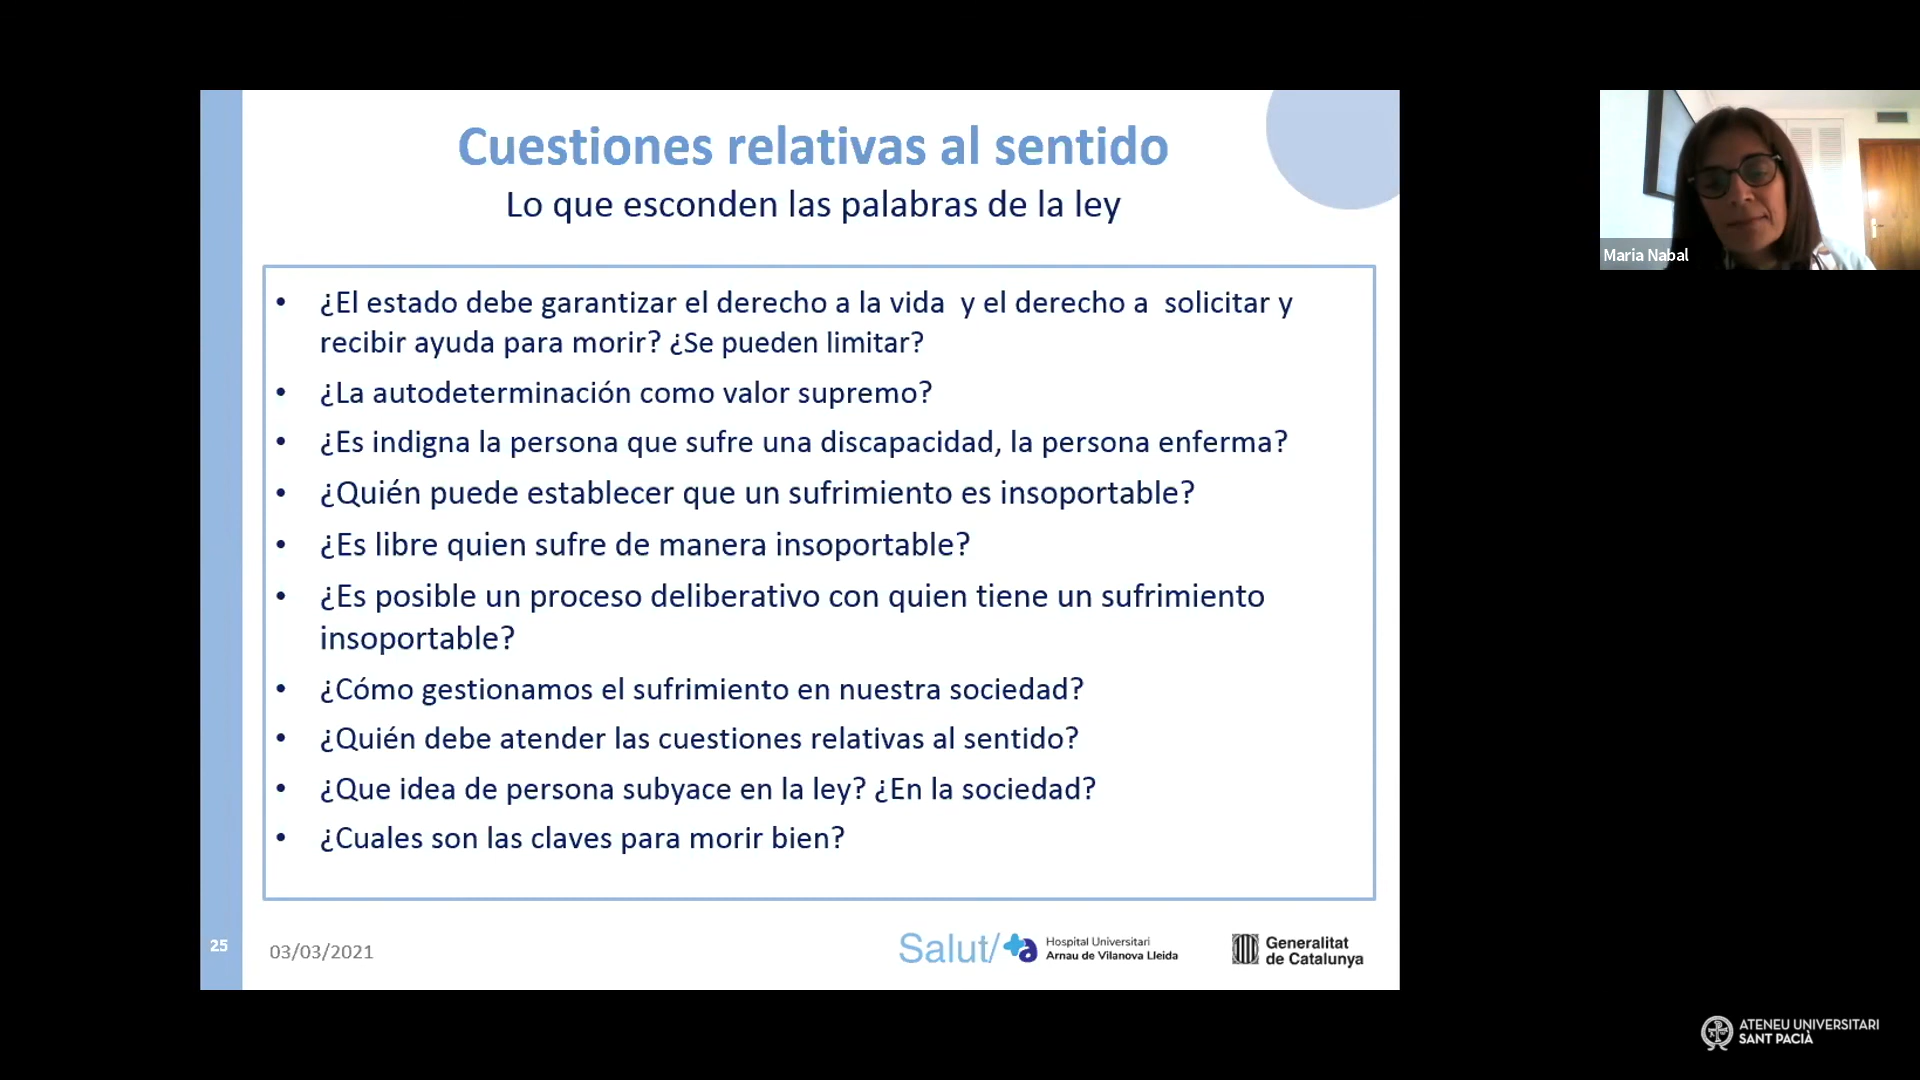 Cuestiones relativas al sentido
Lo que esconden las palabras de la ley
• ¿El estado debe garantizar el derecho a la vida y el derecho a solicitar y
recibir ayuda para morir? ¿Se pueden limitar?
• ¿La autodeterminación como valor supremo?
• ¿Es indigna la persona que sufre una discapacidad, la persona enferma?
• ¿Quién puede establecer que un sufrimiento es insoportable?
• ¿Es libre quien sufre de manera insoportable?
• ¿Es posible un proceso deliberativo con quien tiene un sufrimiento
insoportable?
• ¿Cómo gestionamos el sufrimiento en nuestra sociedad?
• ¿Quién debe atender las cuestiones relativas al sentido?
• ¿Que idea de persona subyace en la ley? ¿En la sociedad?
• ¿Cuales son las claves para morir bien?
25
03/03/2021
Salut/
Hospital Universitari
Arnau de Vilanova Lleida
Generalitat
de Catalunya
Maria Nabal
ATENEU UNIVERSITARI
SANT PACIÀ